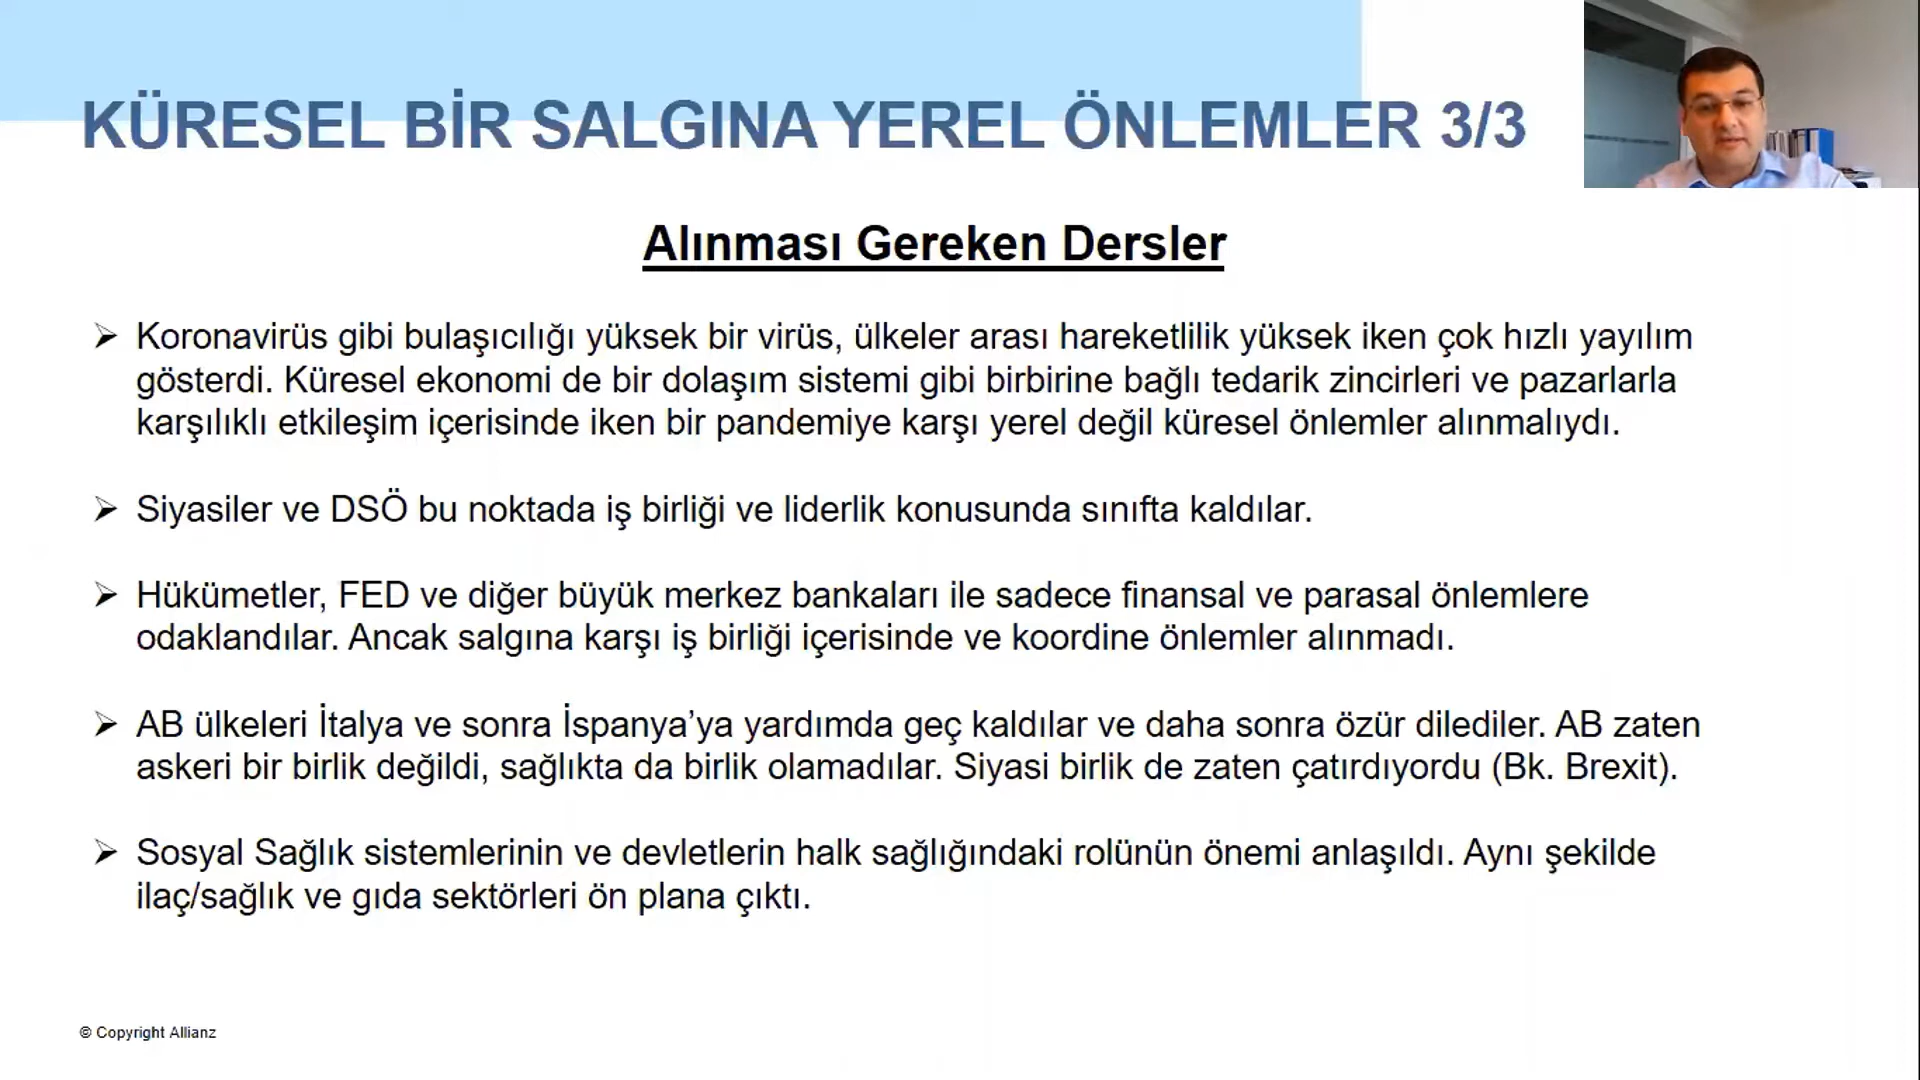 KÜRESEL BİR SALGINA YEREL ÖNLEMLER 3/3
Alınması Gereken Dersler
➢ Koronavirüs gibi bulaşıcılığı yüksek bir virüs, ülkeler arası hareketlilik yüksek iken çok hızlı yayılım
gösterdi. Küresel ekonomi de bir dolaşım sistemi gibi birbirine bağlı tedarik zincirleri ve pazarlarla
karşılıklı etkileşim içerisinde iken bir pandemiye karşı yerel değil küresel önlemler alınmalıydı.
➢ Siyasiler ve DSÖ bu noktada iş birliği ve liderlik konusunda sınıfta kaldılar.
➢ Hükümetler, FED ve diğer büyük merkez bankaları ile sadece finansal ve parasal önlemlere
odaklandılar. Ancak salgına karşı iş birliği içerisinde ve koordine önlemler alınmadı.
➢ AB ülkeleri İtalya ve sonra İspanya’ya yardımda geç kaldılar ve daha sonra özür dilediler. AB zaten
askeri bir birlik değildi, sağlıkta da birlik olamadılar. Siyasi birlik de zaten çatırdıyordu (Bk. Brexit).
➢ Sosyal Sağlık sistemlerinin ve devletlerin halk sağlığındaki rolünün önemi anlaşıldı. Aynı şekilde
ilaç/sağlık ve gıda sektörleri ön plana çıktı.
© Copyright Allianz